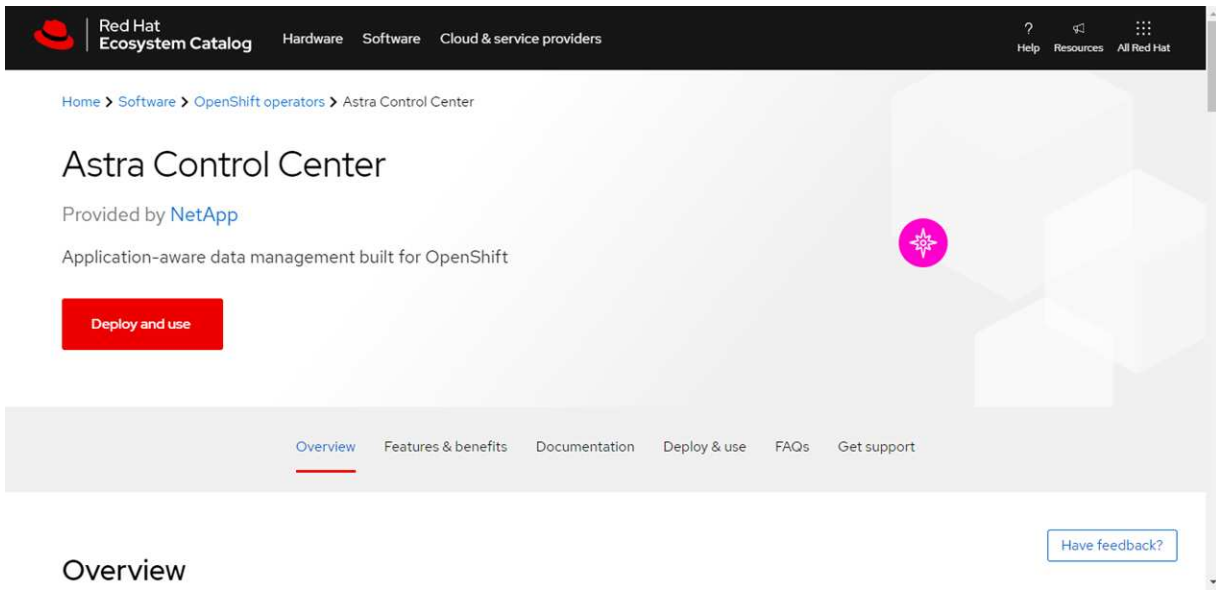 Red Hat
Ecosystem Catalog
Hardware Software Cloud & service providers
?
Help Resources All Red Hat
Home > Software > OpenShift operators > Astra Control Center
Astra Control Center
Provided by NetApp
Application-aware data management built for OpenShift
Deploy and use
Overview Features & benefits Documentation Deploy & use FAQs Get support
Have feedback?
Overview